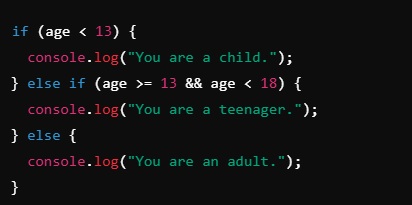 if (age < 13) {
  console.log("You are a child.");
} else if (age >= 13 && age < 18) {
  console.log("You are a teenager.");
} else {
  console.log("You are an adult.");
}